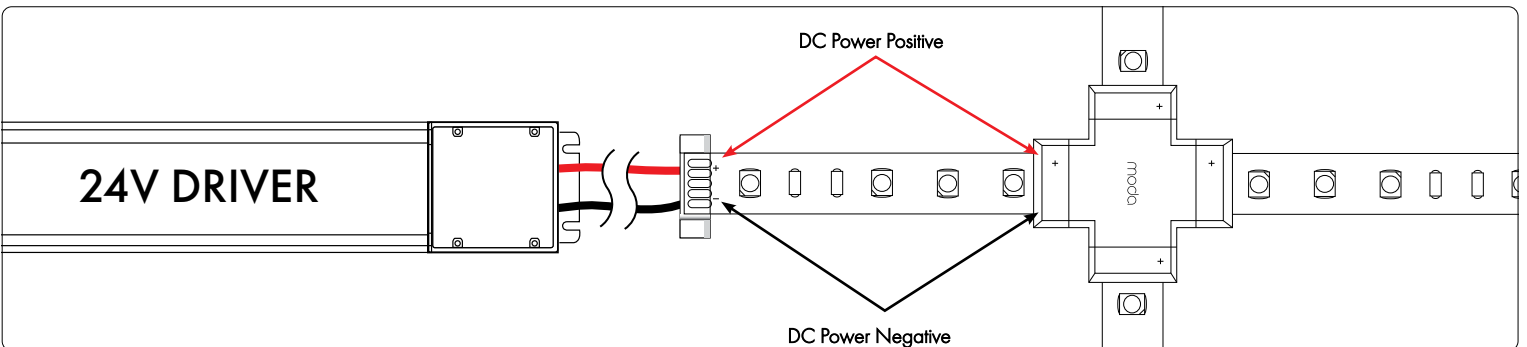 DC Power Positive
24V DRIVER
+
−
+
+
+
+
moda
DC Power Negative